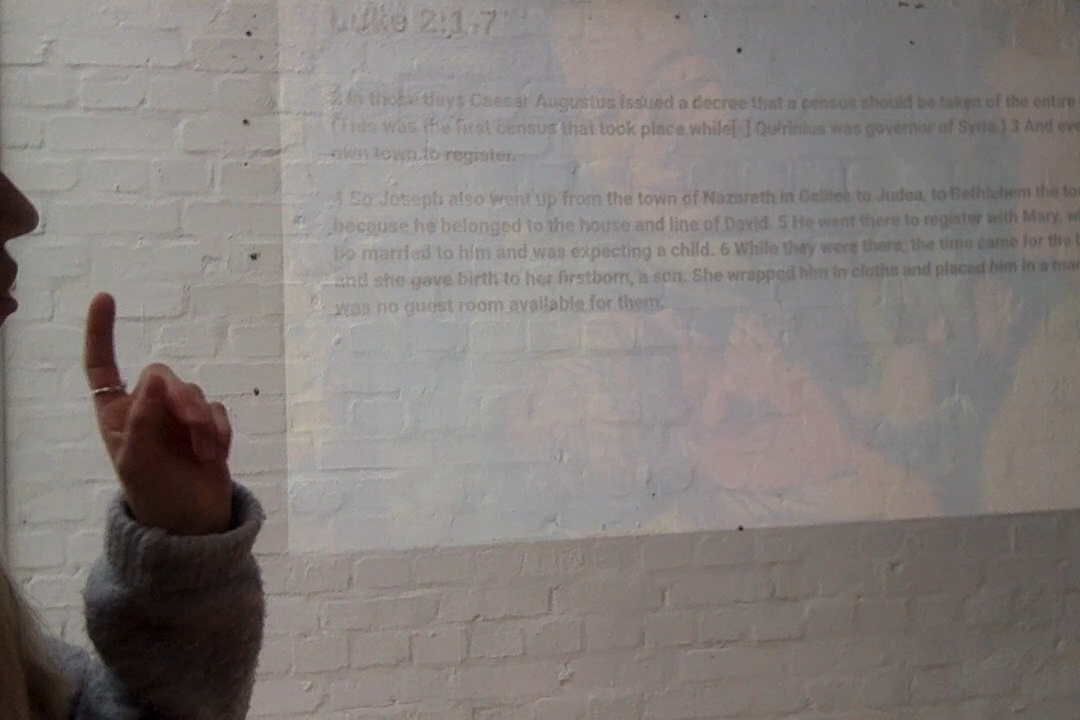 Luke 2:1-7
2 In those days Caesar Augustus issued a decree that a census should be taken of the entire
(This was the first census that took place while[ ] Quirinius was governor of Syria.) 3 And eve
own town to register.
4 So Joseph also went up from the town of Nazareth in Galilee to Judea, to Bethlehem the to
because he belonged to the house and line of David. 5 He went there to register with Mary, w
be married to him and was expecting a child. 6 While they were there, the time came for the b
and she gave birth to her firstborn, a son. She wrapped him in cloths and placed him in a man
was no guest room available for them.